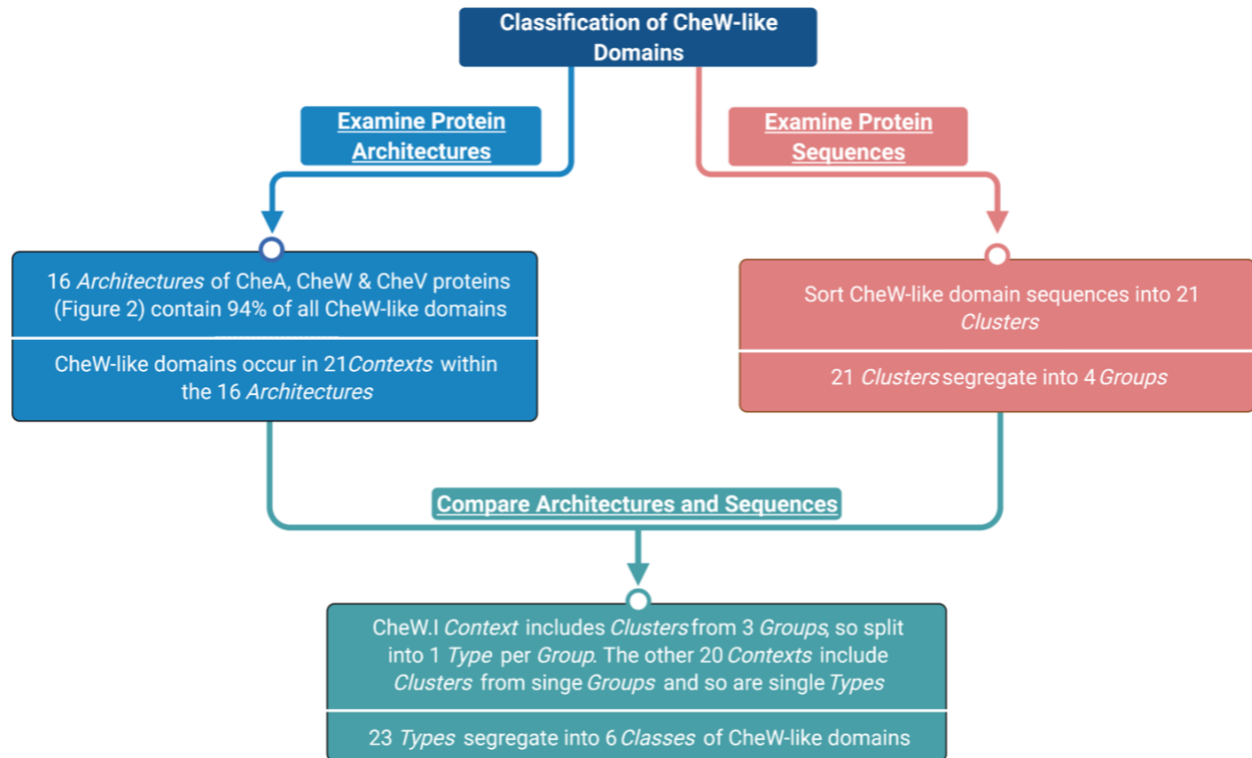 Classification of CheW-like
Domains
Examine Protein
Architectures
Examine Protein
Sequences
16 Architectures of CheA, CheW & CheV proteins
(Figure 2) contain 94% of all CheW-like domains
CheW-like domains occur in 21 Contexts within
the 16 Architectures
Sort CheW-like domain sequences into 21
Clusters
21 Clusters segregate into 4 Groups
Compare Architectures and Sequences
CheW.I Context includes Clusters from 3 Groups, so split
into 1 Type per Group. The other 20 Contexts include
Clusters from singe Groups and so are single Types
23 Types segregate into 6 Classes of CheW-like domains